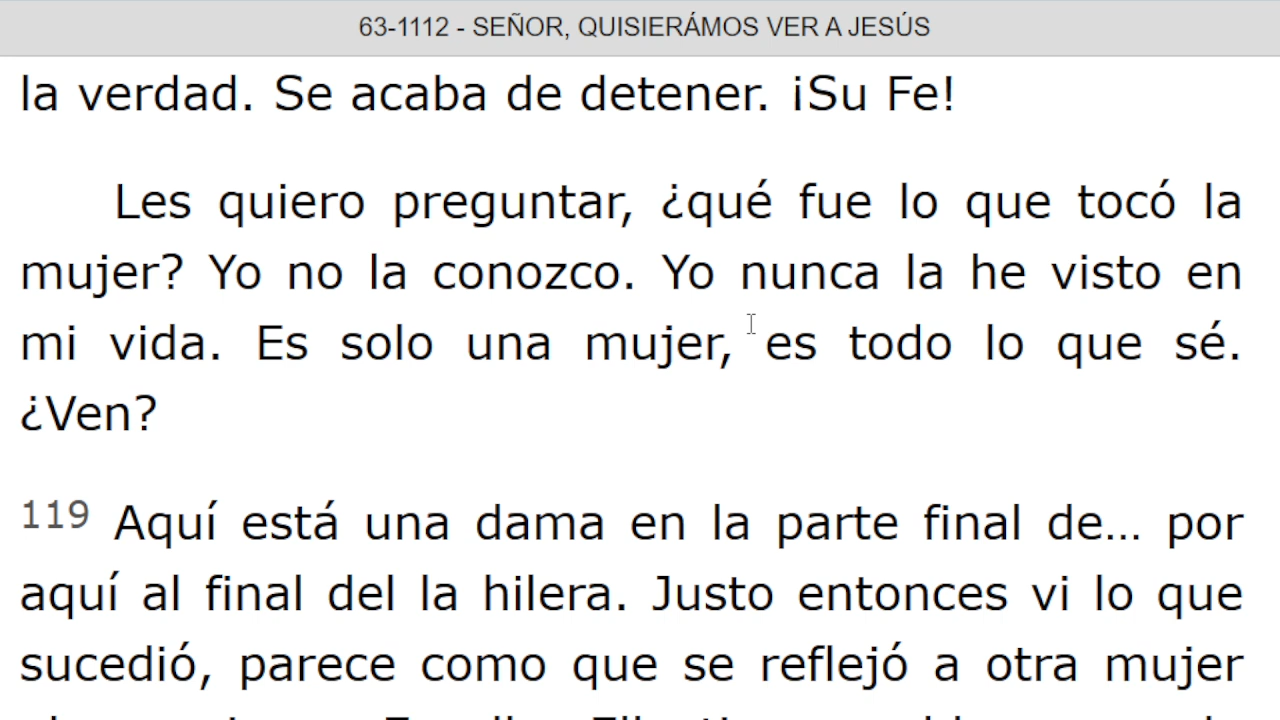 63-1112 - SEÑOR, QUISIERÁMOS VER A JESÚS
la verdad. Se acaba de detener. ¡Su Fe!
Les quiero preguntar, ¿qué fue lo que tocó la
mujer? Yo no la conozco. Yo nunca la he visto en
mi vida. Es solo una mujer, es todo lo que sé.
¿Ven?
119 Aquí está una dama en la parte final de… por
aquí al final del la hilera. Justo entonces vi lo que
sucedió, parece como que se reflejó a otra mujer